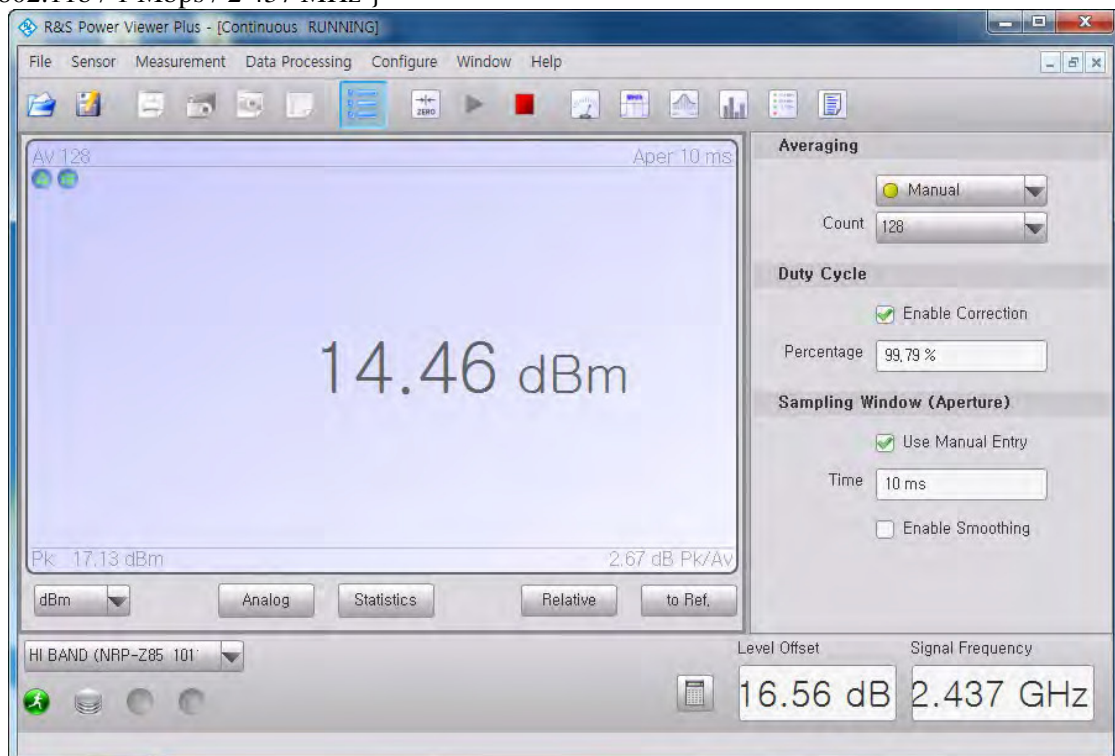 R&S Power Viewer Plus - [Continuous RUNNING]
File Sensor Measurement Data Processing Configure Window Help
ZERO
AV 128 Aper 10 ms
14.46 dBm
Pk 17.13 dBm 2.67 dB Pk/Av
dBm Analog Statistics Relative to Ref.
Averaging
Manual
Count 128
Duty Cycle
Enable Correction
Percentage 99,79 %
Sampling Window (Aperture)
Use Manual Entry
Time 10 ms
Enable Smoothing
HI BAND (NRP-Z85 101
Level Offset Signal Frequency
16.56 dB 2.437 GHz